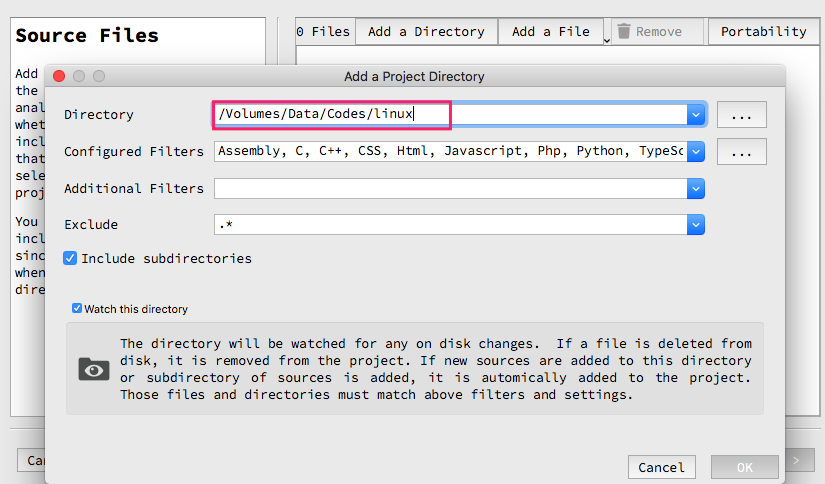 Source Files
0 Files
Add a Directory
Add a File
Remove
Portability
Add
the
anal
whet
incl
that
sele
proj
You
incl
sinc
when
dire
Add a Project Directory
Directory
/Volumes/Data/Codes/linux
...
Configured Filters
Assembly, C, C++, CSS, Html, Javascript, Php, Python, TypeSc
...
Additional Filters
Exclude
.*
Include subdirectories
Watch this directory
The directory will be watched for any on disk changes. If a file is deleted from
disk, it is removed from the project. If new sources are added to this directory
or subdirectory of sources is added, it is automically added to the project.
Those files and directories must match above filters and settings.
Ca
>
Cancel
OK